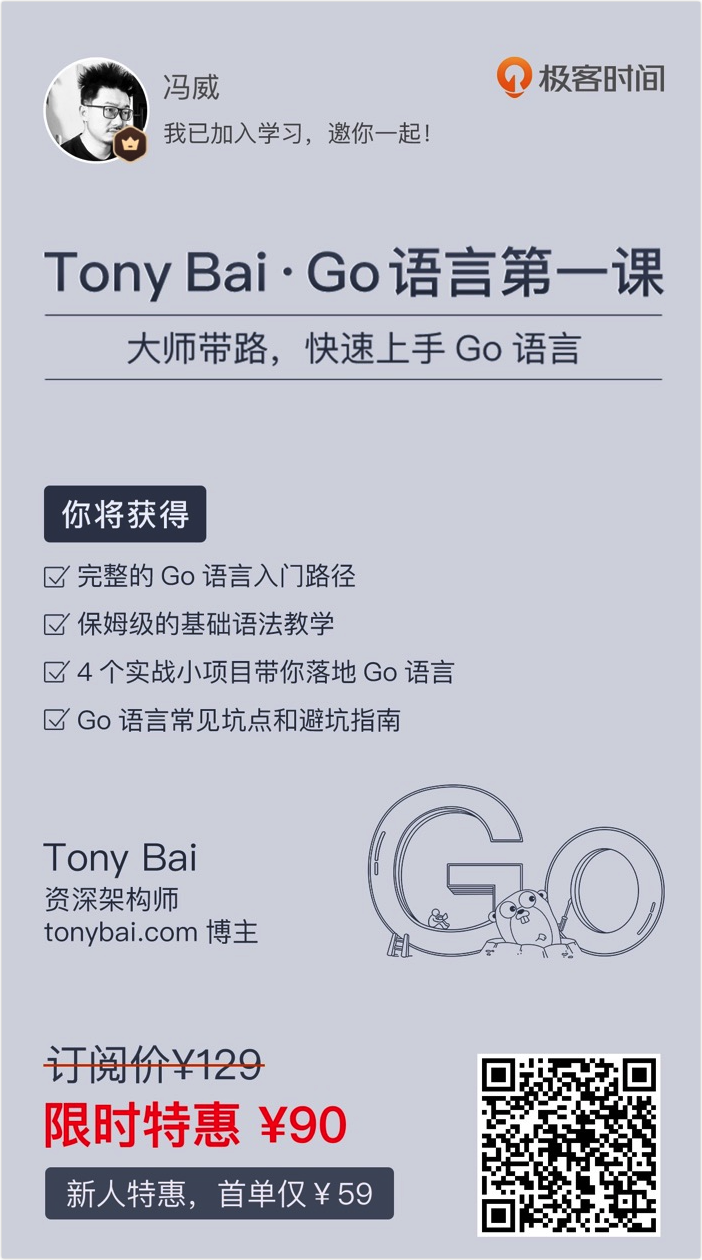 冯威
极客时间
我已加入学习，邀你一起！
Tony Bai · Go 语言第一课
大师带路，快速上手 Go 语言
你将获得
完整的 Go 语言入门路径
保姆级的基础语法教学
4 个实战小项目带你落地 Go 语言
Go 语言常见坑点和避坑指南
Go
Tony Bai
资深架构师
tonybai.com 博主
订阅价¥129
限时特惠 ¥90
新人特惠，首单仅 ¥ 59